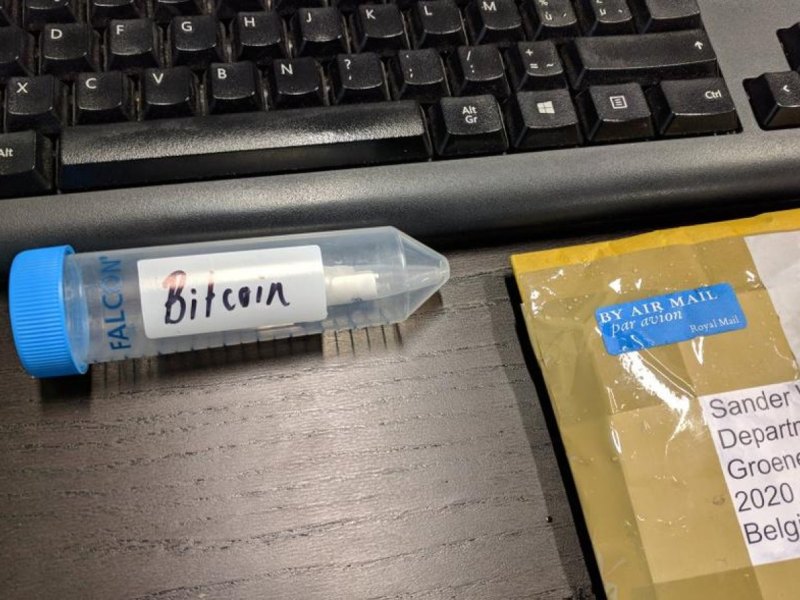 D F G H J K L M %
X C V B N ? . / + = ~
Alt
Alt Gr
Ctrl
FALCON
Bitcoin
BY AIR MAIL
par avion
Royal Mail
Sander
Departm
Groene
2020
Belgi